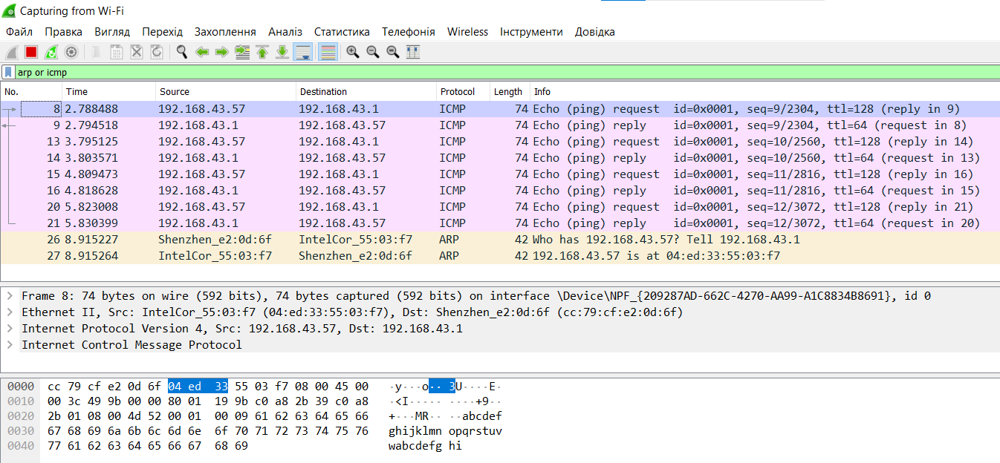 Capturing from Wi-Fi
Файл Правка Вигляд Перехід Захоплення Аналіз Статистика Телефонія Wireless Інструменти Довідка
arp or icmp
No. Time Source Destination Protocol Length Info
8 2.788488 192.168.43.57 192.168.43.1 ICMP 74 Echo (ping) request id=0x0001, seq=9/2304, ttl=128 (reply in 9)
9 2.794518 192.168.43.1 192.168.43.57 ICMP 74 Echo (ping) reply id=0x0001, seq=9/2304, ttl=64 (request in 8)
13 3.795125 192.168.43.57 192.168.43.1 ICMP 74 Echo (ping) request id=0x0001, seq=10/2560, ttl=128 (reply in 14)
14 3.803571 192.168.43.1 192.168.43.57 ICMP 74 Echo (ping) reply id=0x0001, seq=10/2560, ttl=64 (request in 13)
15 4.809473 192.168.43.57 192.168.43.1 ICMP 74 Echo (ping) request id=0x0001, seq=11/2816, ttl=128 (reply in 16)
16 4.818628 192.168.43.1 192.168.43.57 ICMP 74 Echo (ping) reply id=0x0001, seq=11/2816, ttl=64 (request in 15)
20 5.823008 192.168.43.57 192.168.43.1 ICMP 74 Echo (ping) request id=0x0001, seq=12/3072, ttl=128 (reply in 21)
21 5.830399 192.168.43.1 192.168.43.57 ICMP 74 Echo (ping) reply id=0x0001, seq=12/3072, ttl=64 (request in 20)
26 8.915227 Shenzhen_e2:0d:6f IntelCor_55:03:f7 ARP 42 Who has 192.168.43.57? Tell 192.168.43.1
27 8.915264 IntelCor_55:03:f7 Shenzhen_e2:0d:6f ARP 42 192.168.43.57 is at 04:ed:33:55:03:f7
Frame 8: 74 bytes on wire (592 bits), 74 bytes captured (592 bits) on interface \Device\NPF_{209287AD-662C-4270-AA99-A1C8834B8691}, id 0
Ethernet II, Src: IntelCor_55:03:f7 (04:ed:33:55:03:f7), Dst: Shenzhen_e2:0d:6f (cc:79:cf:e2:0d:6f)
Internet Protocol Version 4, Src: 192.168.43.57, Dst: 192.168.43.1
Internet Control Message Protocol
0000 cc 79 cf e2 0d 6f 04 ed 33 55 03 f7 08 00 45 00 ·y···o·· 3U····E·
0010 00 3c 49 9b 00 00 80 01 19 9b c0 a8 2b 39 c0 a8 ·<I····· ····+9··
0020 2b 01 08 00 4d 52 00 01 00 09 61 62 63 64 65 66 +···MR·· ··abcdef
0030 67 68 69 6a 6b 6c 6d 6e 6f 70 71 72 73 74 75 76 ghijklmn opqrstuv
0040 77 61 62 63 64 65 66 67 68 69 wabcdefg hi